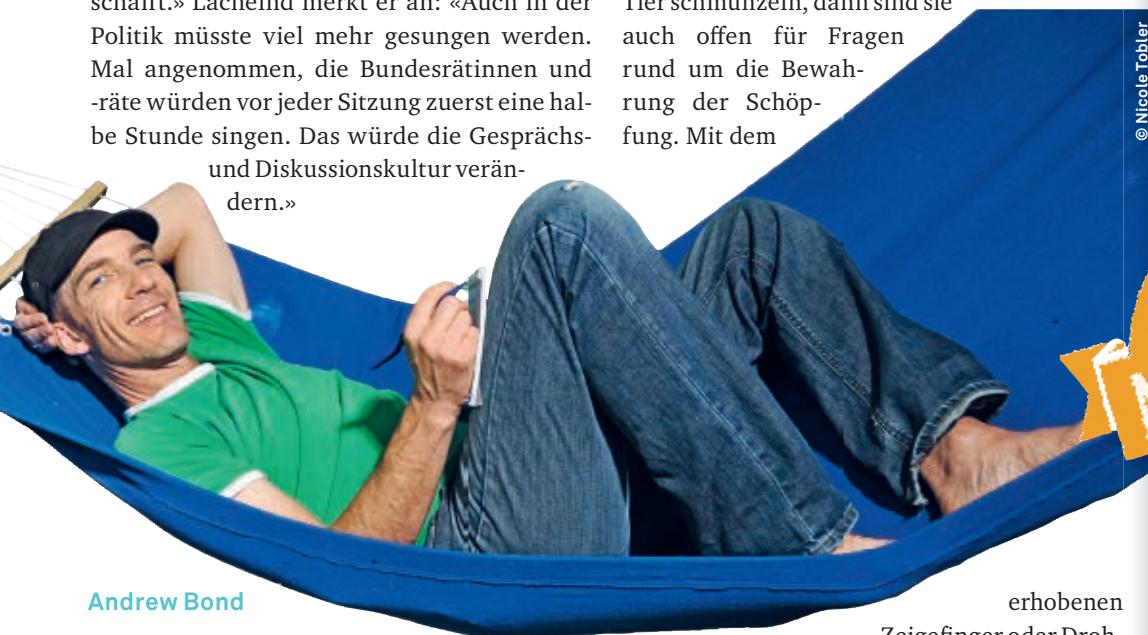 schafft.» Lächelnd merkt er an: «Auch in der
Politik müsste viel mehr gesungen werden.
Mal angenommen, die Bundesrätinnen und
-räte würden vor jeder Sitzung zuerst eine hal-
be Stunde singen. Das würde die Gesprächs-
und Diskussionskultur verän-
dern.»
Tier schmunzeln, dann sind sie
auch offen für Fragen
rund um die Bewah-
rung der Schöp-
fung. Mit dem
erhobenen
Zeigefinger oder Droh-
© Nicole Tobler
Andrew Bond